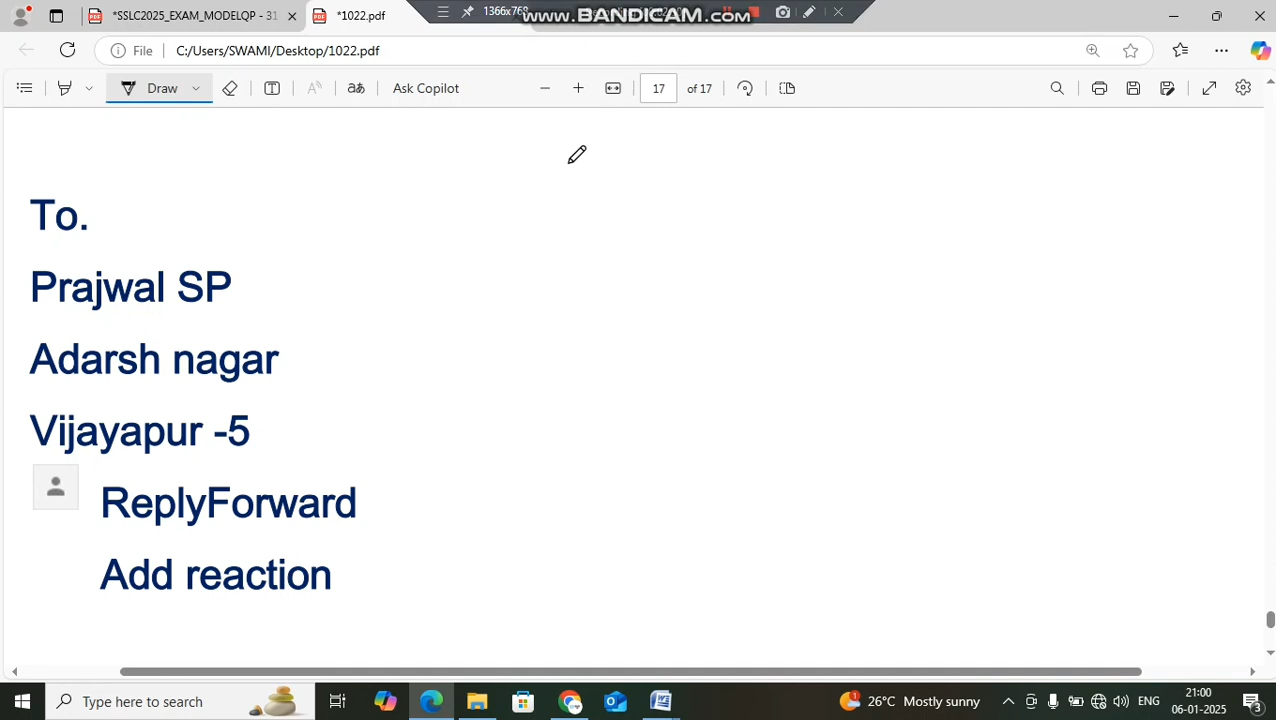 *SSLC2025_EXAM_MODELQP - 31
*1022.pdf
1366x768
www.BANDICAM.com
File
C:/Users/SWAMI/Desktop/1022.pdf
Draw
Ask Copilot
17 of 17
To.
Prajwal SP
Adarsh nagar
Vijayapur -5
ReplyForward
Add reaction
Type here to search
26°C Mostly sunny
ENG
21:00
06-01-2025